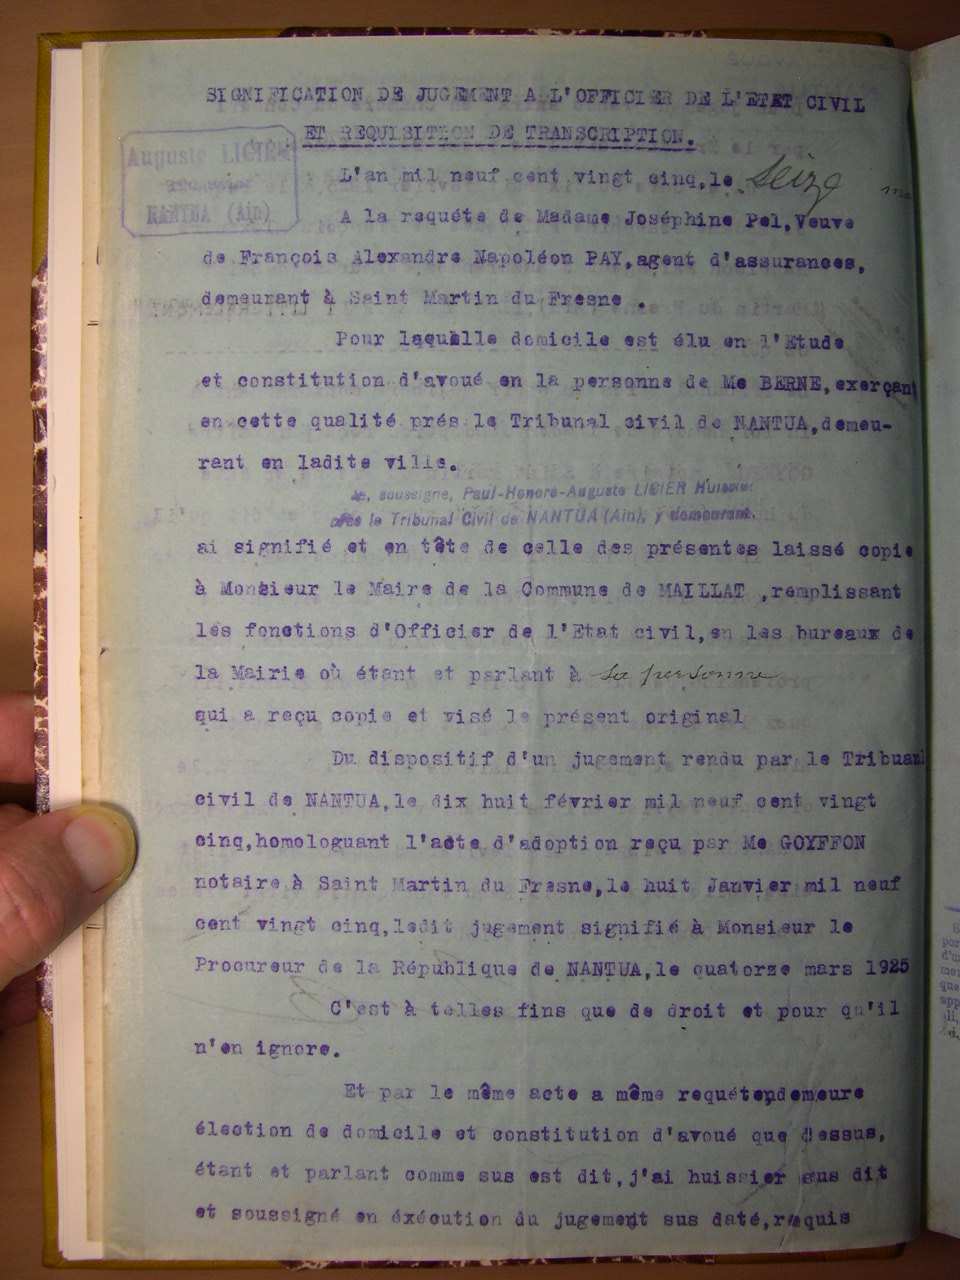 SIGNIFICATION DE JUGEMENT A L'OFFICIER DE L'ETAT CIVIL
ET REQUISITION DE TRANSCRIPTION.
Auguste LIGIER
Huissier
NANTUA (Ain)
L'an mil neuf cent vingt cinq, le Seize
A la requéte de Madame Joséphine Pel, Veuve
de François Alexandre Napoléon PAY, agent d'assurances,
demeurant à Saint Martin du Fresne .
Pour laquelle domicile est élu en l'Etude
et constitution d'avoué en la personne de Me BERNE, exerçant
en cette qualité prés le Tribunal civil de NANTUA, demeu-
rant en ladite ville.
Je, soussigné, Paul-Honoré-Auguste LIGIER Huissier
près le Tribunal Civil de NANTUA (Ain), y demeurant.
ai signifié et en tête de celle des présentes laissé copie
à Monsieur le Maire de la Commune de MAILLAT ,remplissant
les fonctions d'Officier de l'Etat civil, en les bureaux de
la Mairie où étant et parlant à sa personne
qui a reçu copie et visé le présent original
Du dispositif d'un jugement rendu par le Tribuanl
civil de NANTUA, le dix huit février mil neuf cent vingt
cinq, homologuant l'acte d'adoption reçu par Me GOYFFON
notaire à Saint Martin du Fresne, le huit Janvier mil neuf
cent vingt cinq, ledit jugement signifié à Monsieur le
Procureur de la République de NANTUA, le quatorze mars 1925
C'est à telles fins que de droit et pour qu'il
n'en ignore.
Et par le même acte a même requéte, demeure
élection de domicile et constitution d'avoué que dessus,
étant et parlant comme sus est dit, j'ai huissier sus dit
et soussigné en éxécution du jugement sus daté, requis